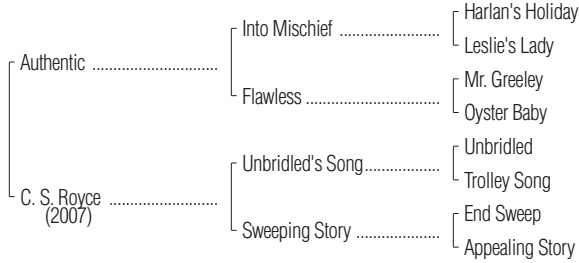 Harlan's Holiday
Into Mischief ....................
Leslie's Lady
Authentic .........................
Mr. Greeley
Flawless ...........................
Oyster Baby
Unbridled
Unbridled's Song...............
Trolley Song
C. S. Royce ......................
(2007)
End Sweep
Sweeping Story .................
Appealing Story